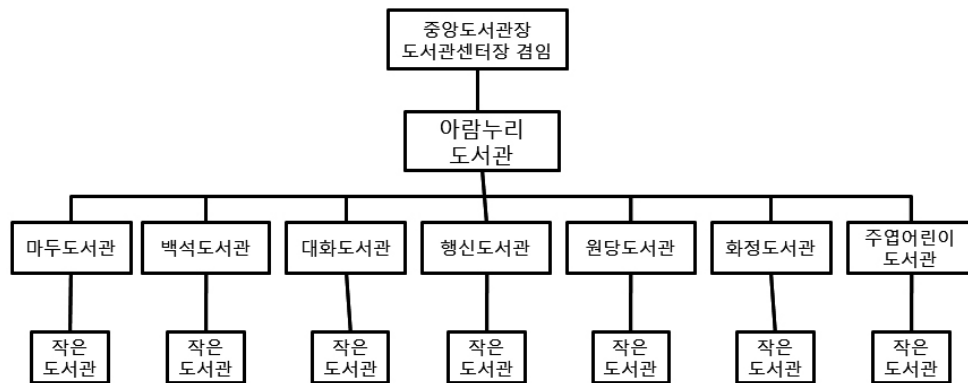 중앙도서관장
도서관센터장 겸임
아람누리
도서관
마두도서관
백석도서관
대화도서관
행신도서관
원당도서관
화정도서관
주엽어린이
도서관
작은
도서관
작은
도서관
작은
도서관
작은
도서관
작은
도서관
작은
도서관
작은
도서관